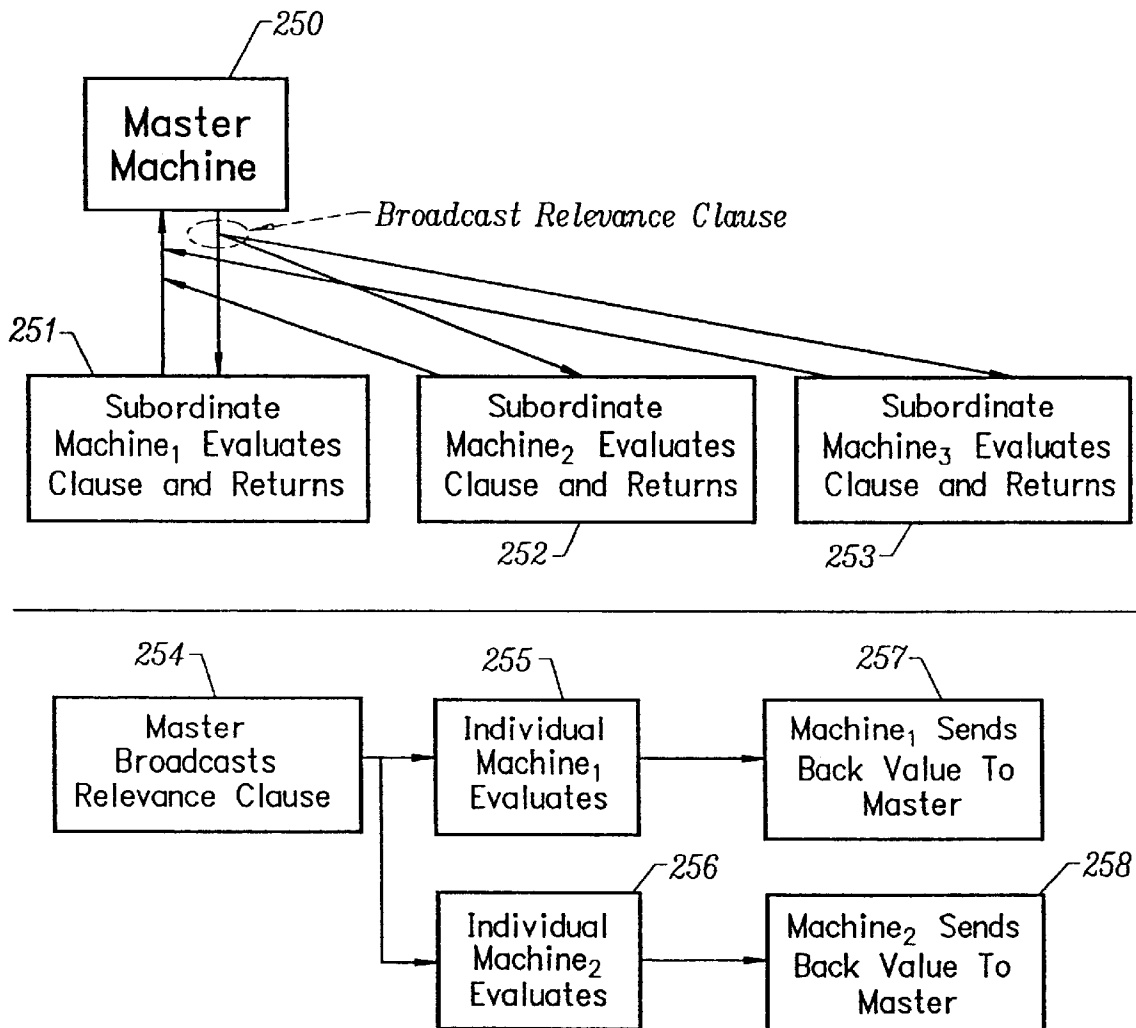 250
Master
Machine
Broadcast Relevance Clause
251
Subordinate
Machine₁ Evaluates
Clause and Returns
Subordinate
Machine₂ Evaluates
Clause and Returns
252
Subordinate
Machine₃ Evaluates
Clause and Returns
253
254
Master
Broadcasts
Relevance Clause
255
Individual
Machine₁
Evaluates
257
Machine₁ Sends
Back Value To
Master
256
Individual
Machine₂
Evaluates
258
Machine₂ Sends
Back Value To
Master